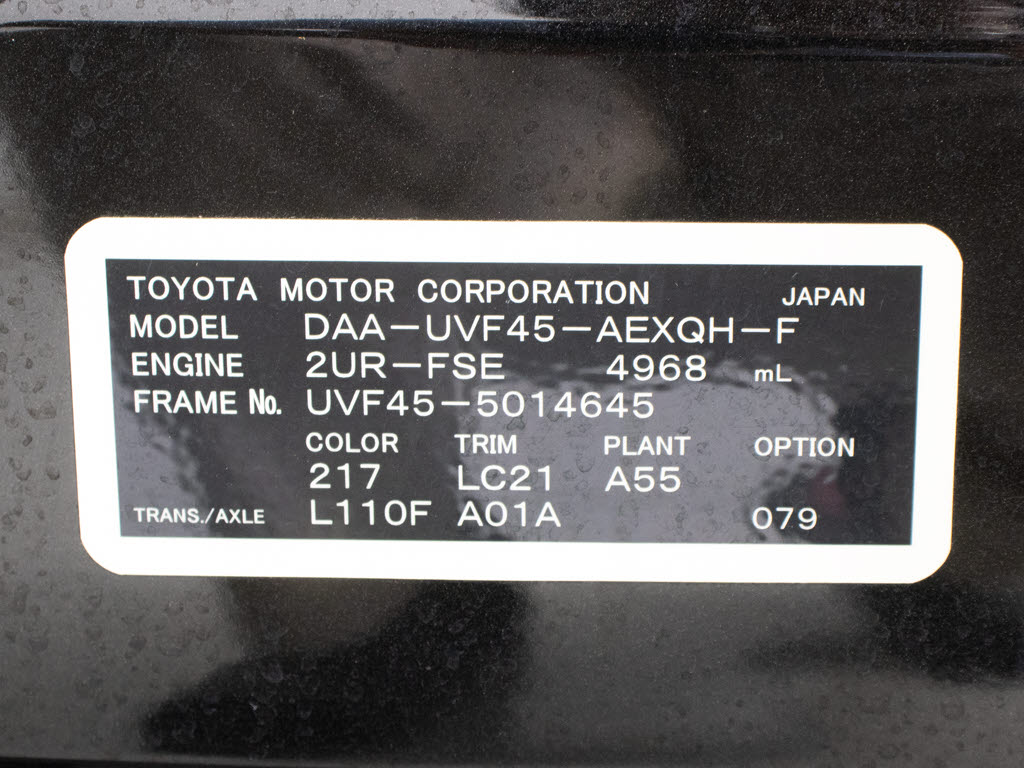 TOYOTA MOTOR CORPORATION JAPAN
MODEL DAA-UVF45-AEXQH-F
ENGINE 2UR-FSE 4968 mL
FRAME No. UVF45-5014645
COLOR TRIM PLANT OPTION
217 LC21 A55
TRANS./AXLE L110F A01A 079